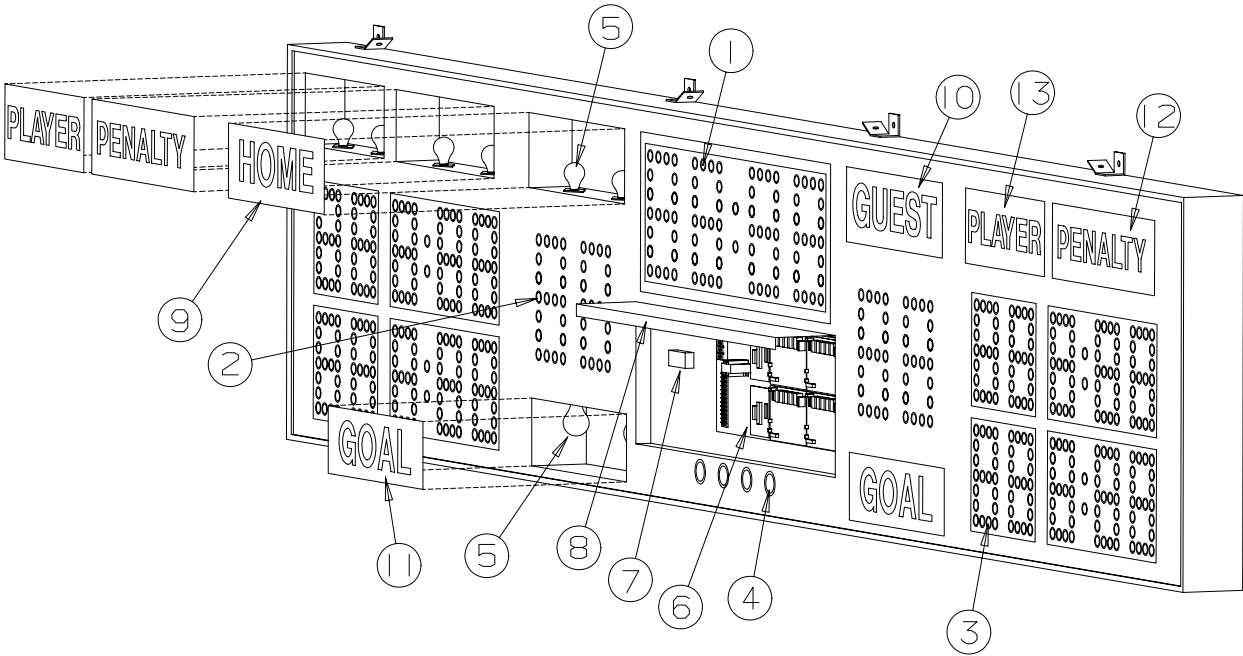 5
1
10
13
12
PLAYER
PENALTY
HOME
GUEST
PLAYER
PENALTY
9
2
GOAL
GOAL
11
5
8
7
6
4
3